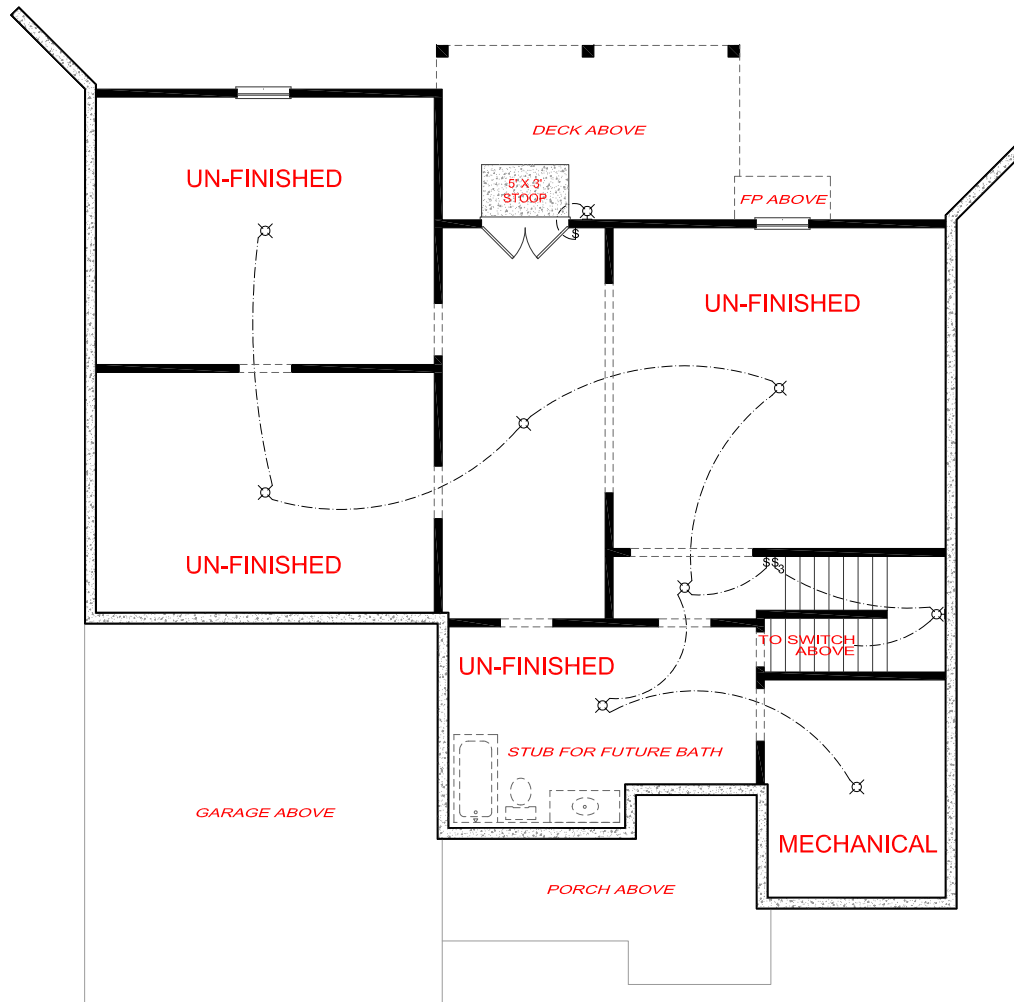 DECK ABOVE
UN-FINISHED
5' X 3'
STOOP
FP ABOVE
$
UN-FINISHED
UN-FINISHED
$$3
TO SWITCH
ABOVE
UN-FINISHED
STUB FOR FUTURE BATH
GARAGE ABOVE
MECHANICAL
PORCH ABOVE